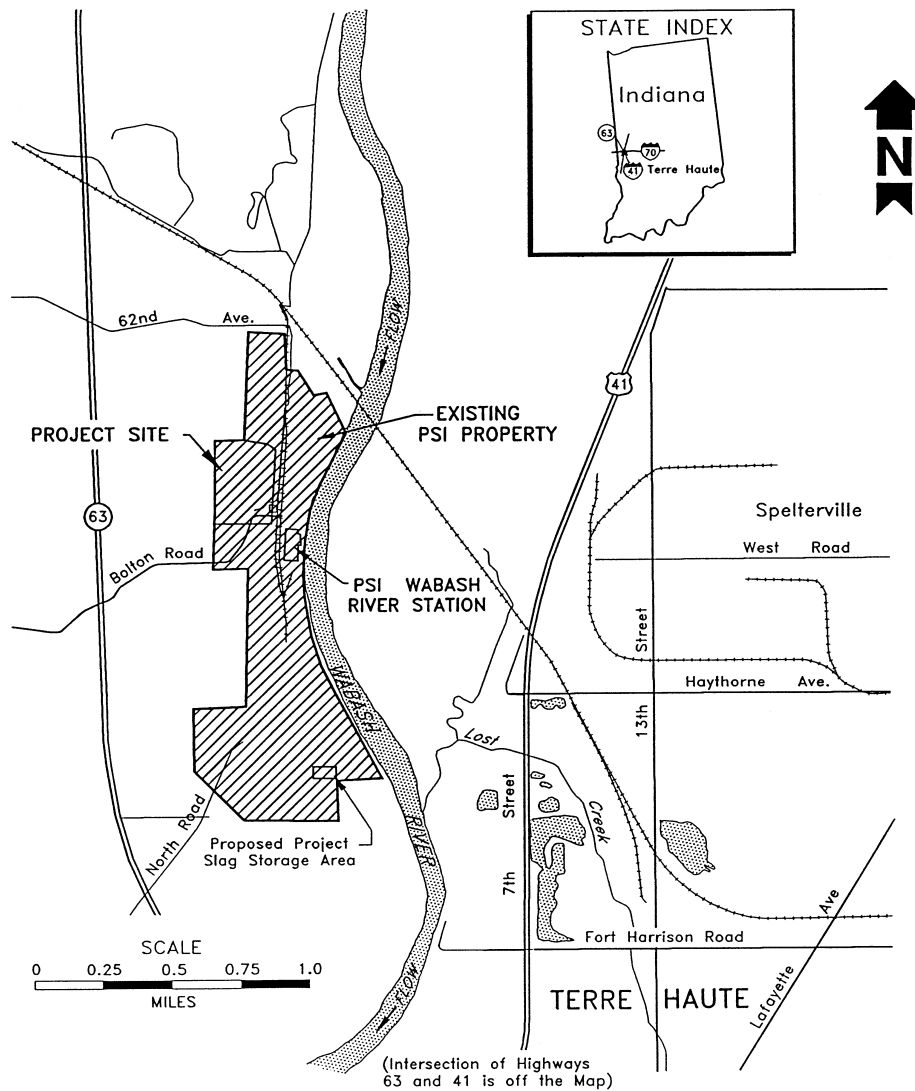 STATE INDEX
Indiana
63
70
41
Terre Haute
N
FLOW
62nd Ave.
41
PROJECT SITE
EXISTING
PSI PROPERTY
63
Spelterville
Bolton Road
West Road
PSI WABASH
RIVER STATION
Street
13th
WABASH
RIVER
Haythorne Ave.
Lost
Creek
Street
7th
North Road
Proposed Project
Slag Storage Area
Ave
Lafayette
Fort Harrison Road
SCALE
0 0.25 0.5 0.75 1.0
MILES
FLOW
TERRE HAUTE
(Intersection of Highways
63 and 41 is off the Map)